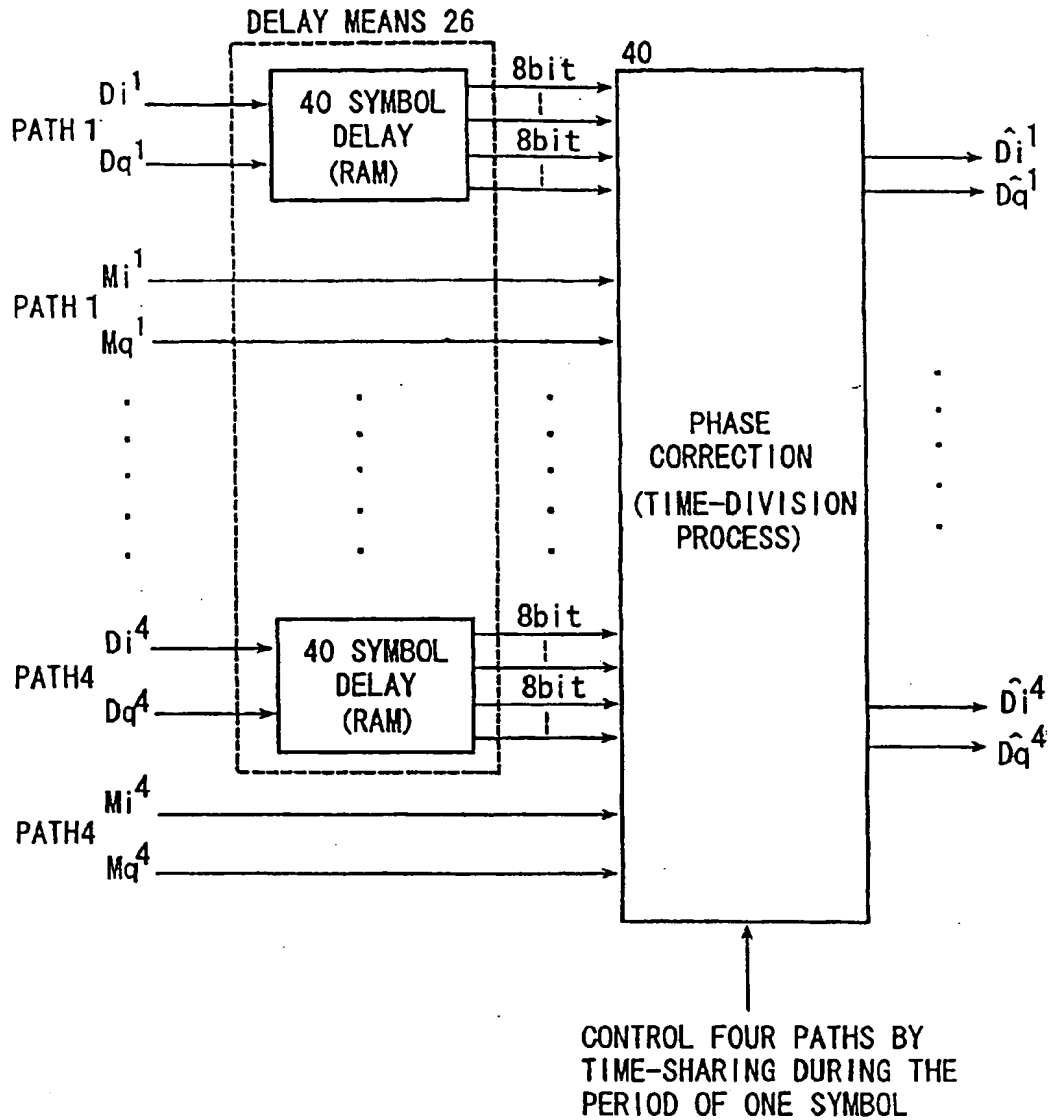 DELAY MEANS 26
40
8bit
Di¹
40 SYMBOL
DELAY
(RAM)
PATH 1
8bit
Dq¹
D̂i¹
D̂q¹
Mi¹
PATH 1
Mq¹
PHASE
CORRECTION
(TIME-DIVISION
PROCESS)
8bit
Di⁴
40 SYMBOL
DELAY
(RAM)
PATH4
8bit
Dq⁴
D̂i⁴
D̂q⁴
Mi⁴
PATH4
Mq⁴
CONTROL FOUR PATHS BY
TIME-SHARING DURING THE
PERIOD OF ONE SYMBOL